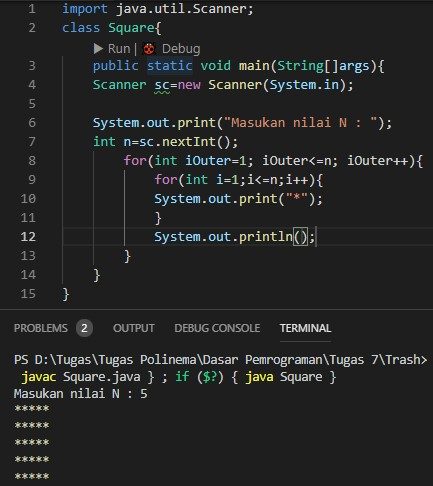 1 import java.util.Scanner;
2 class Square{
Run | Debug
3 public static void main(String[]args){
4 Scanner sc=new Scanner(System.in);
5
6 System.out.print("Masukan nilai N : ");
7 int n=sc.nextInt();
8 for(int iOuter=1; iOuter<=n; iOuter++){
9 for(int i=1;i<=n;i++){
10 System.out.print("*");
11 }
12 System.out.println();
13 }
14 }
15 }
PROBLEMS 2 OUTPUT DEBUG CONSOLE TERMINAL
PS D:\Tugas\Tugas Polinema\Dasar Pemrograman\Tugas 7\Trash>
javac Square.java } ; if ($?) { java Square }
Masukan nilai N : 5
*****
*****
*****
*****
*****